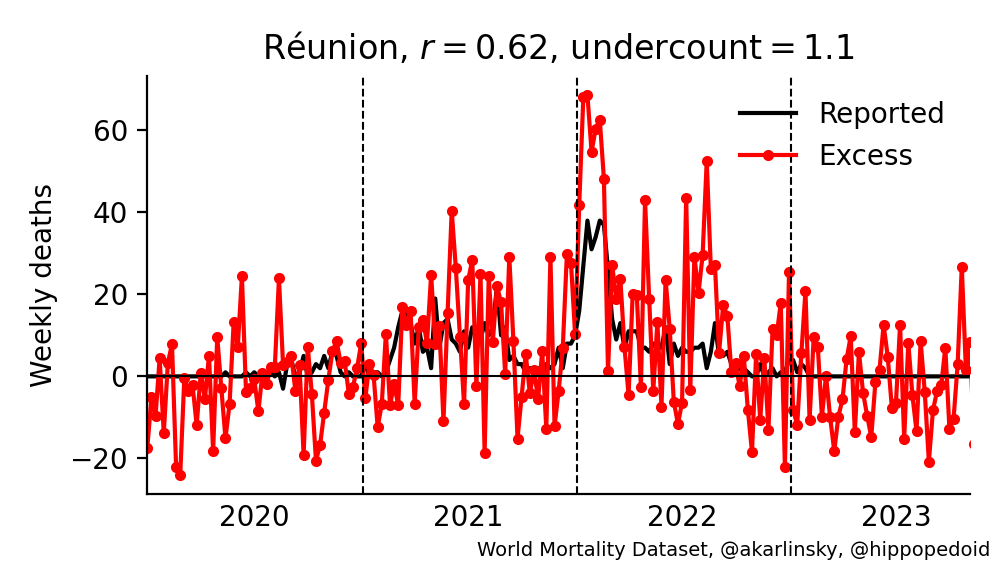 Réunion, r = 0.62, undercount = 1.1
Reported
Excess
Weekly deaths
60
40
20
0
−20
2020 2021 2022 2023
World Mortality Dataset, @akarlinsky, @hippopedoid